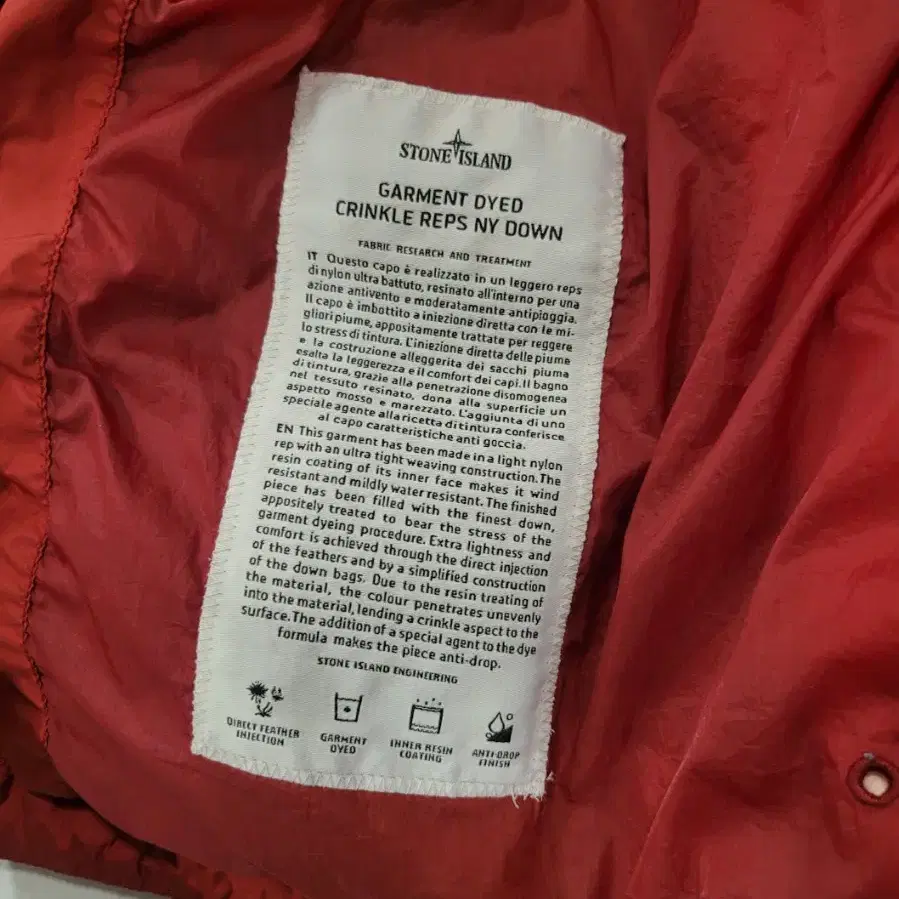 STONE ISLAND
GARMENT DYED
CRINKLE REPS NY DOWN
FABRIC RESEARCH AND TREATMENT
IT Questo capo è realizzato in un leggero reps
di nylon ultra battuto, resinato all'interno per una
azione antivento e moderatamente antipioggia.
Il capo è imbottito a iniezione diretta con le mi-
gliori piume, appositamente trattate per reggere
lo stress di tintura. L'iniezione diretta delle piume
e la costruzione alleggerita dei sacchi piuma
esalta la leggerezza e il comfort dei capi. Il bagno
di tintura, grazie alla penetrazione disomogenea
nel tessuto resinato, dona alla superficie un
aspetto mosso e marezzato. L'aggiunta di uno
speciale agente alla ricetta di tintura conferisce
al capo caratteristiche anti goccia.
EN This garment has been made in a light nylon
rep with an ultra tight weaving construction. The
resin coating of its inner face makes it wind
resistant and mildly water resistant. The finished
piece has been filled with the finest down,
appositely treated to bear the stress of the
garment dyeing procedure. Extra lightness and
comfort is achieved through the direct injection
of the feathers and by a simplified construction
of the down bags. Due to the resin treating of
the material, the colour penetrates unevenly
into the material, lending a crinkle aspect to the
surface. The addition of a special agent to the dye
formula makes the piece anti-drop.
STONE ISLAND ENGINEERING
DIRECT FEATHER
INJECTION
GARMENT
DYED
INNER RESIN
COATING
ANTI-DROP
FINISH